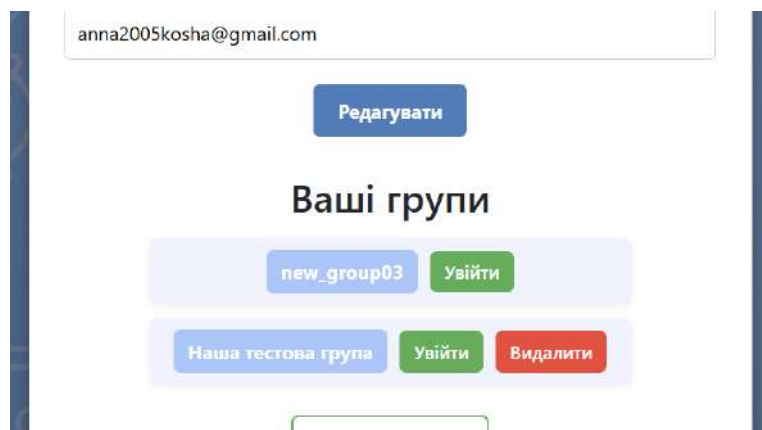 anna2005kosha@gmail.com
Редагувати
Ваші групи
new_group03 Увійти
Наша тестова група Увійти Видалити